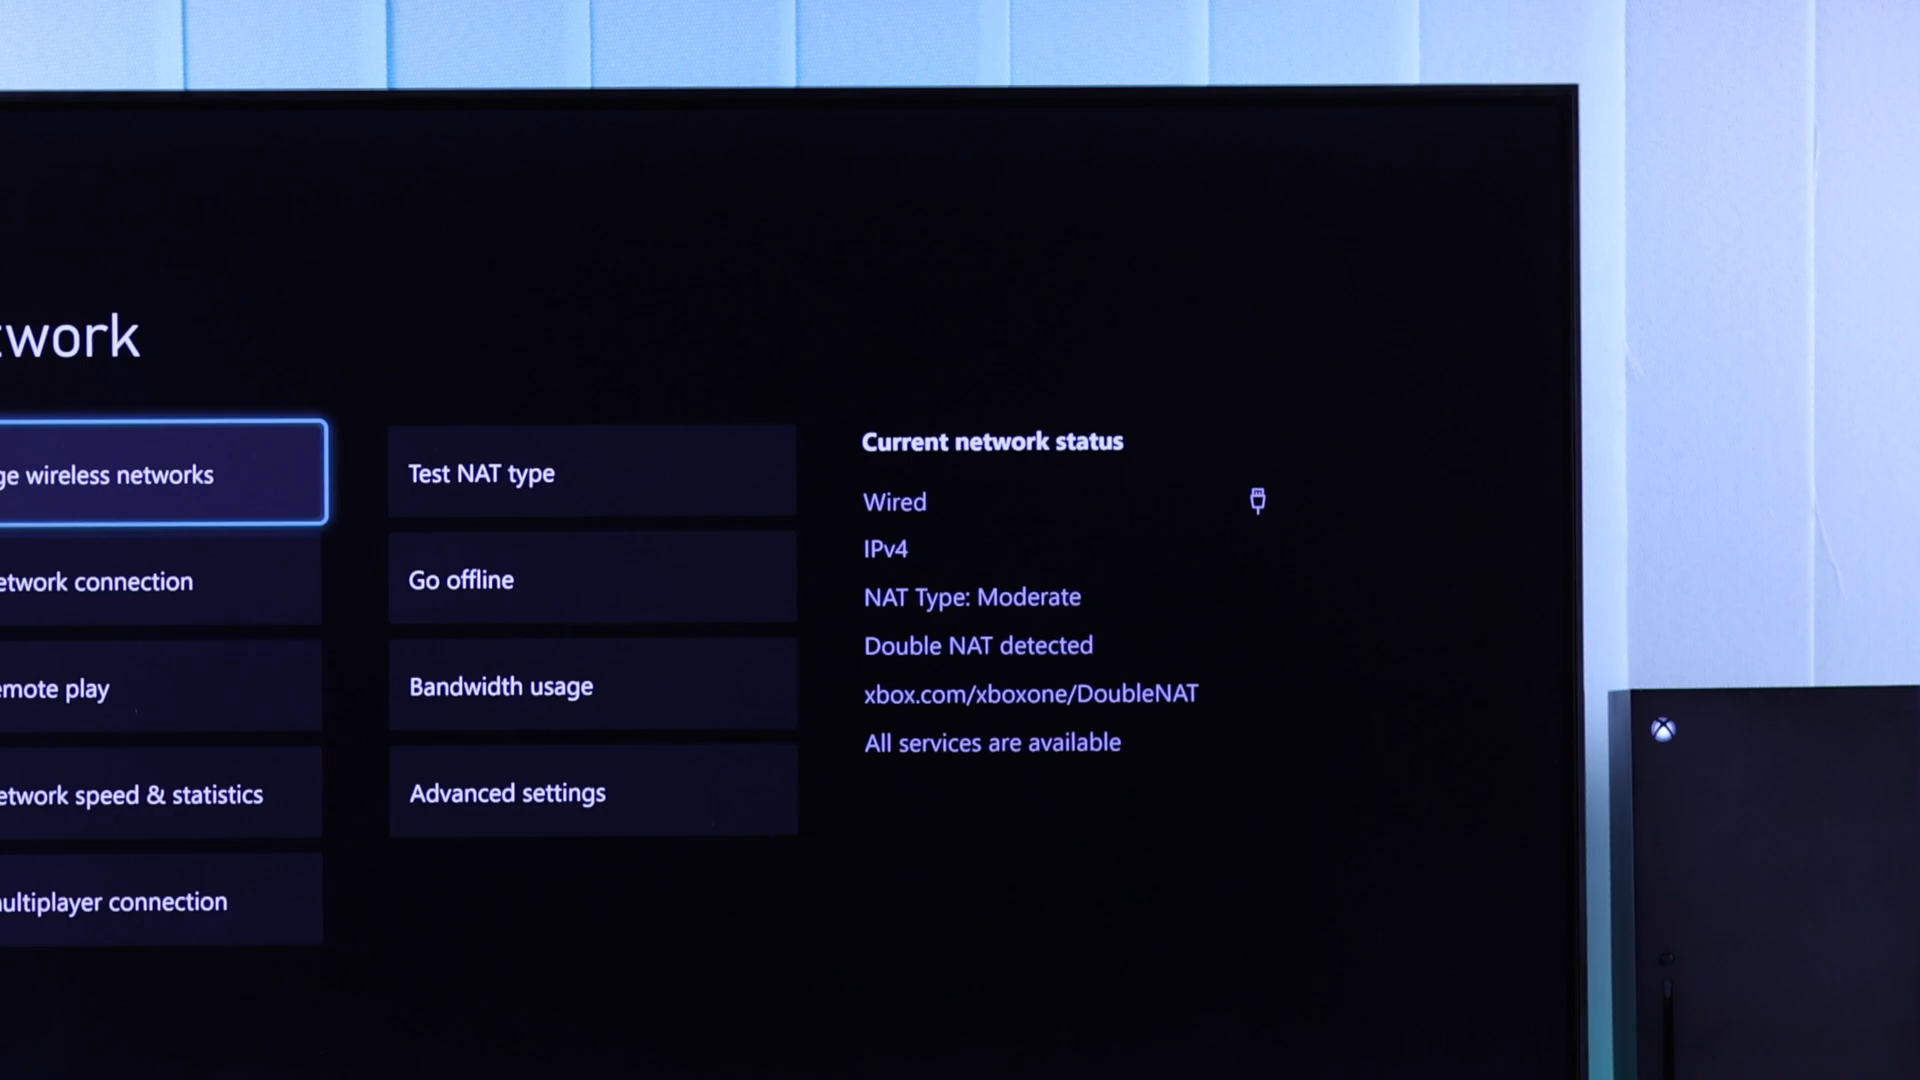 twork
ge wireless networks
etwork connection
emote play
etwork speed & statistics
ultiplayer connection
Test NAT type
Go offline
Bandwidth usage
Advanced settings
Current network status
Wired
IPv4
NAT Type: Moderate
Double NAT detected
xbox.com/xboxone/DoubleNAT
All services are available